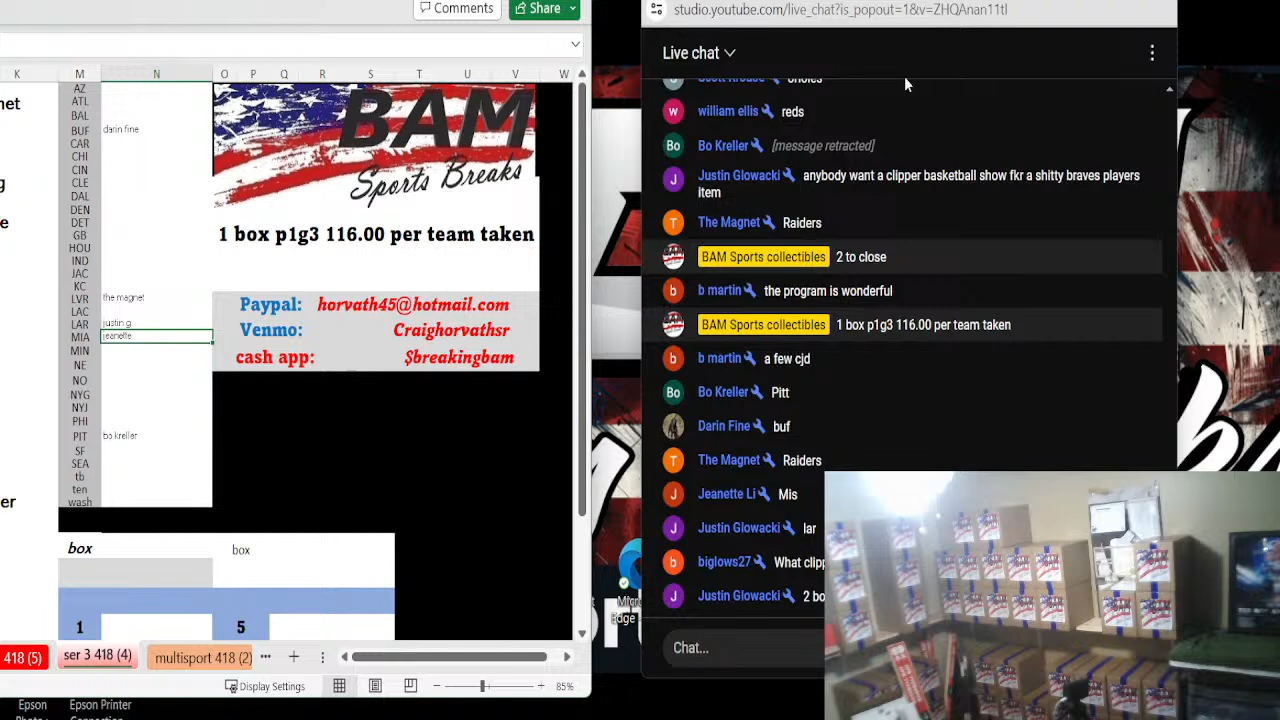 Comments
Share
K
M
N
O
P
Q
R
S
T
U
V
W
net
g
e
er
AZ
ATL
BAL
BUF darin fine
CAR
CHI
CIN
CLE
DAL
DEN
DET
GB
HOU
IND
JAC
KC
LVR the magnet
LAC
LAR justin g
MIA jeanette
MIN
NE
NO
NYG
NYJ
PHI
PIT bo kreller
SF
SEA
tb
ten
wash
BAM
Sports Breaks
1 box p1g3 116.00 per team taken
Paypal: horvath45@hotmail.com
Venmo: Craighorvathsr
cash app: $breakingbam
box
box
1
5
418 (5)
ser 3 418 (4)
multisport 418 (2)
Display Settings
85%
Epson
Epson Printer
studio.youtube.com/live_chat?is_popout=1&v=ZHQAnan11tI
Live chat
william ellis reds
Bo Kreller [message retracted]
Justin Glowacki anybody want a clipper basketball show fkr a shitty braves players
item
The Magnet Raiders
BAM Sports collectibles 2 to close
b martin the program is wonderful
BAM Sports collectibles 1 box p1g3 116.00 per team taken
b martin a few cjd
Bo Kreller Pitt
Darin Fine buf
The Magnet Raiders
Jeanette Li Mis
Justin Glowacki lar
biglows27 What clipp
Justin Glowacki 2 bo
Chat...
Edge